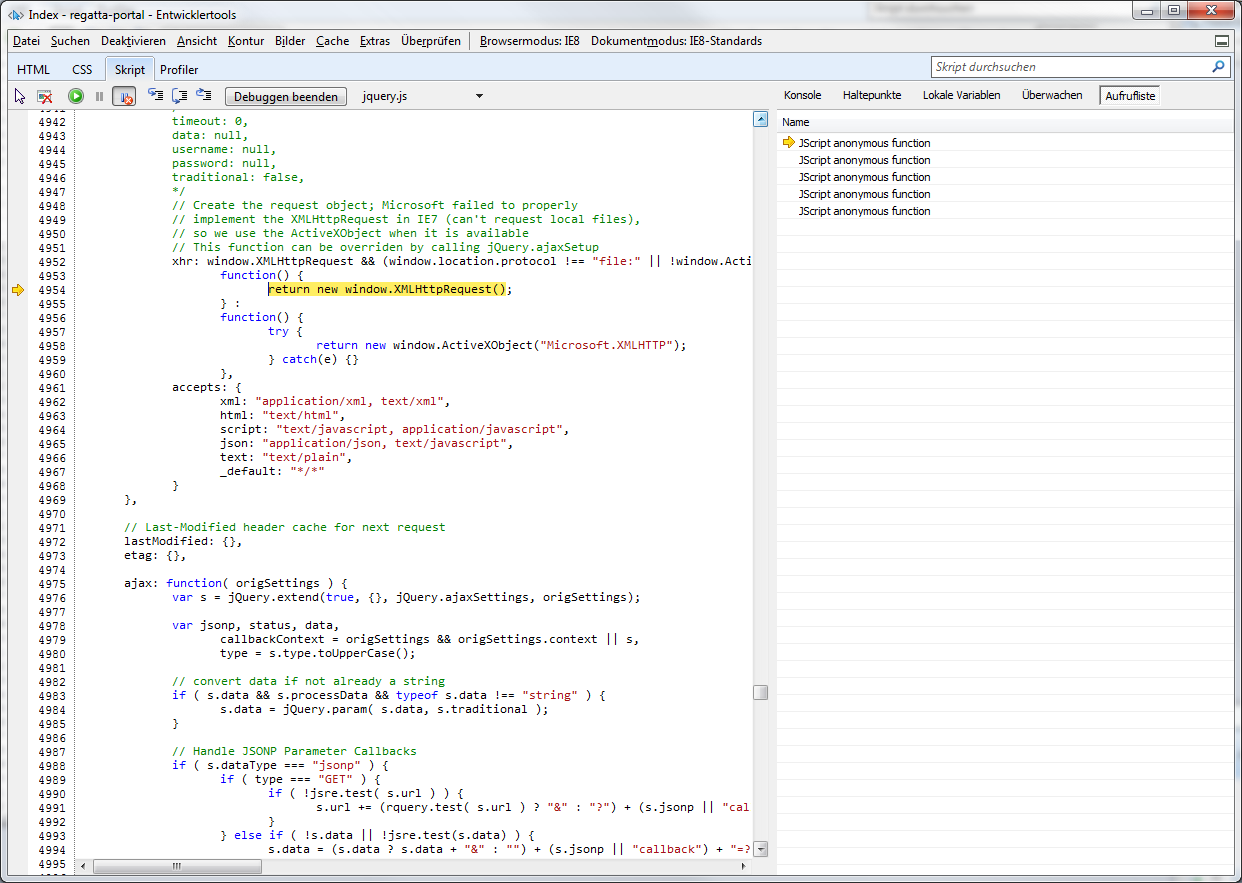 Index - regatta-portal - Entwicklertools
Datei Suchen Deaktivieren Ansicht Kontur Bilder Cache Extras Überprüfen Browsermodus: IE8 Dokumentmodus: IE8-Standards
HTML CSS Skript Profiler Skript durchsuchen
Debuggen beenden jquery.js Konsole Haltepunkte Lokale Variablen Überwachen Aufrufliste
Name
JScript anonymous function
JScript anonymous function
JScript anonymous function
JScript anonymous function
JScript anonymous function
4942 timeout: 0,
4943 data: null,
4944 username: null,
4945 password: null,
4946 traditional: false,
4947 */
4948 // Create the request object; Microsoft failed to properly
4949 // implement the XMLHttpRequest in IE7 (can't request local files),
4950 // so we use the ActiveXObject when it is available
4951 // This function can be overriden by calling jQuery.ajaxSetup
4952 xhr: window.XMLHttpRequest && (window.location.protocol !== "file:" || !window.Acti
4953 function() {
4954 return new window.XMLHttpRequest();
4955 } :
4956 function() {
4957 try {
4958 return new window.ActiveXObject("Microsoft.XMLHTTP");
4959 } catch(e) {}
4960 },
4961 accepts: {
4962 xml: "application/xml, text/xml",
4963 html: "text/html",
4964 script: "text/javascript, application/javascript",
4965 json: "application/json, text/javascript",
4966 text: "text/plain",
4967 _default: "*/*"
4968 }
4969 },
4970
4971 // Last-Modified header cache for next request
4972 lastModified: {},
4973 etag: {},
4974
4975 ajax: function( origSettings ) {
4976 var s = jQuery.extend(true, {}, jQuery.ajaxSettings, origSettings);
4977
4978 var jsonp, status, data,
4979 callbackContext = origSettings && origSettings.context || s,
4980 type = s.type.toUpperCase();
4981
4982 // convert data if not already a string
4983 if ( s.data && s.processData && typeof s.data !== "string" ) {
4984 s.data = jQuery.param( s.data, s.traditional );
4985 }
4986
4987 // Handle JSONP Parameter Callbacks
4988 if ( s.dataType === "jsonp" ) {
4989 if ( type === "GET" ) {
4990 if ( !jsre.test( s.url ) ) {
4991 s.url += (rquery.test( s.url ) ? "&" : "?") + (s.jsonp || "cal
4992 }
4993 } else if ( !s.data || !jsre.test(s.data) ) {
4994 s.data = (s.data ? s.data + "&" : "") + (s.jsonp || "callback") + "=?
4995